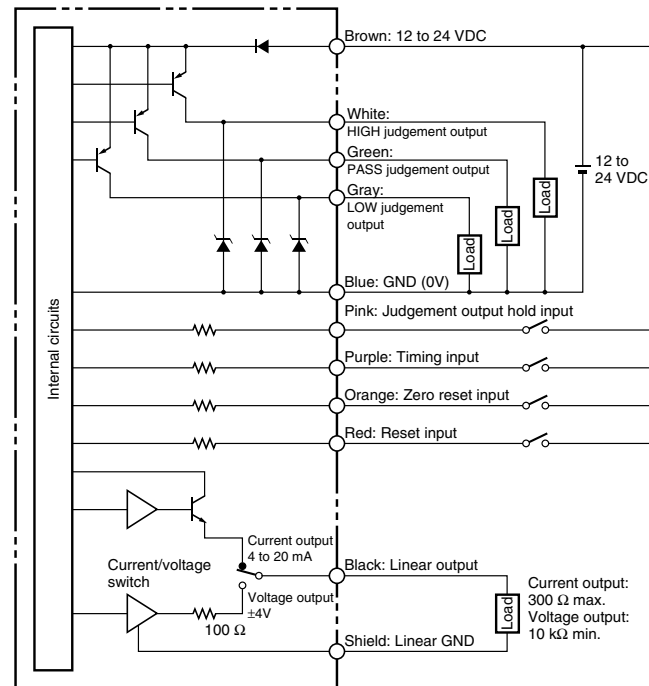 Brown: 12 to 24 VDC
White:
HIGH judgement output
Green:
PASS judgement output
Gray:
LOW judgement
output
12 to
24 VDC
Load
Load
Load
Blue: GND (0V)
Internal circuits
Pink: Judgement output hold input
Purple: Timing input
Orange: Zero reset input
Red: Reset input
Current output
4 to 20 mA
Current/voltage
switch
Black: Linear output
Voltage output
±4V
100 Ω
Load
Current output:
300 Ω max.
Voltage output:
10 kΩ min.
Shield: Linear GND